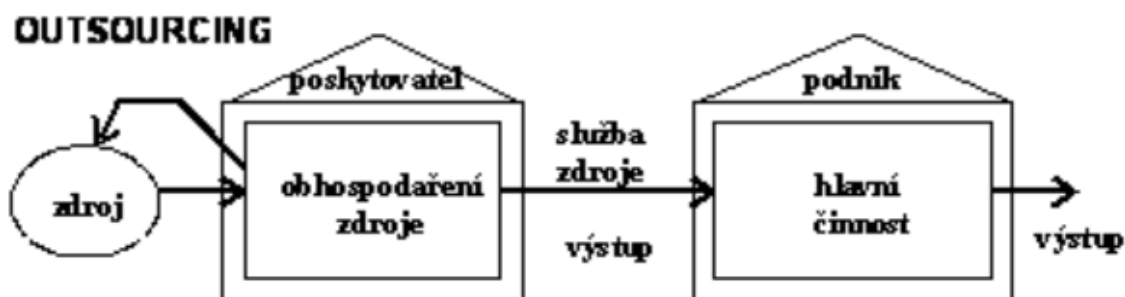 OUTSOURCING
poskytovatel
podnik
zdroj
obhospodaření
zdroje
služba
zdroje
výstup
hlavní
činnost
výstup